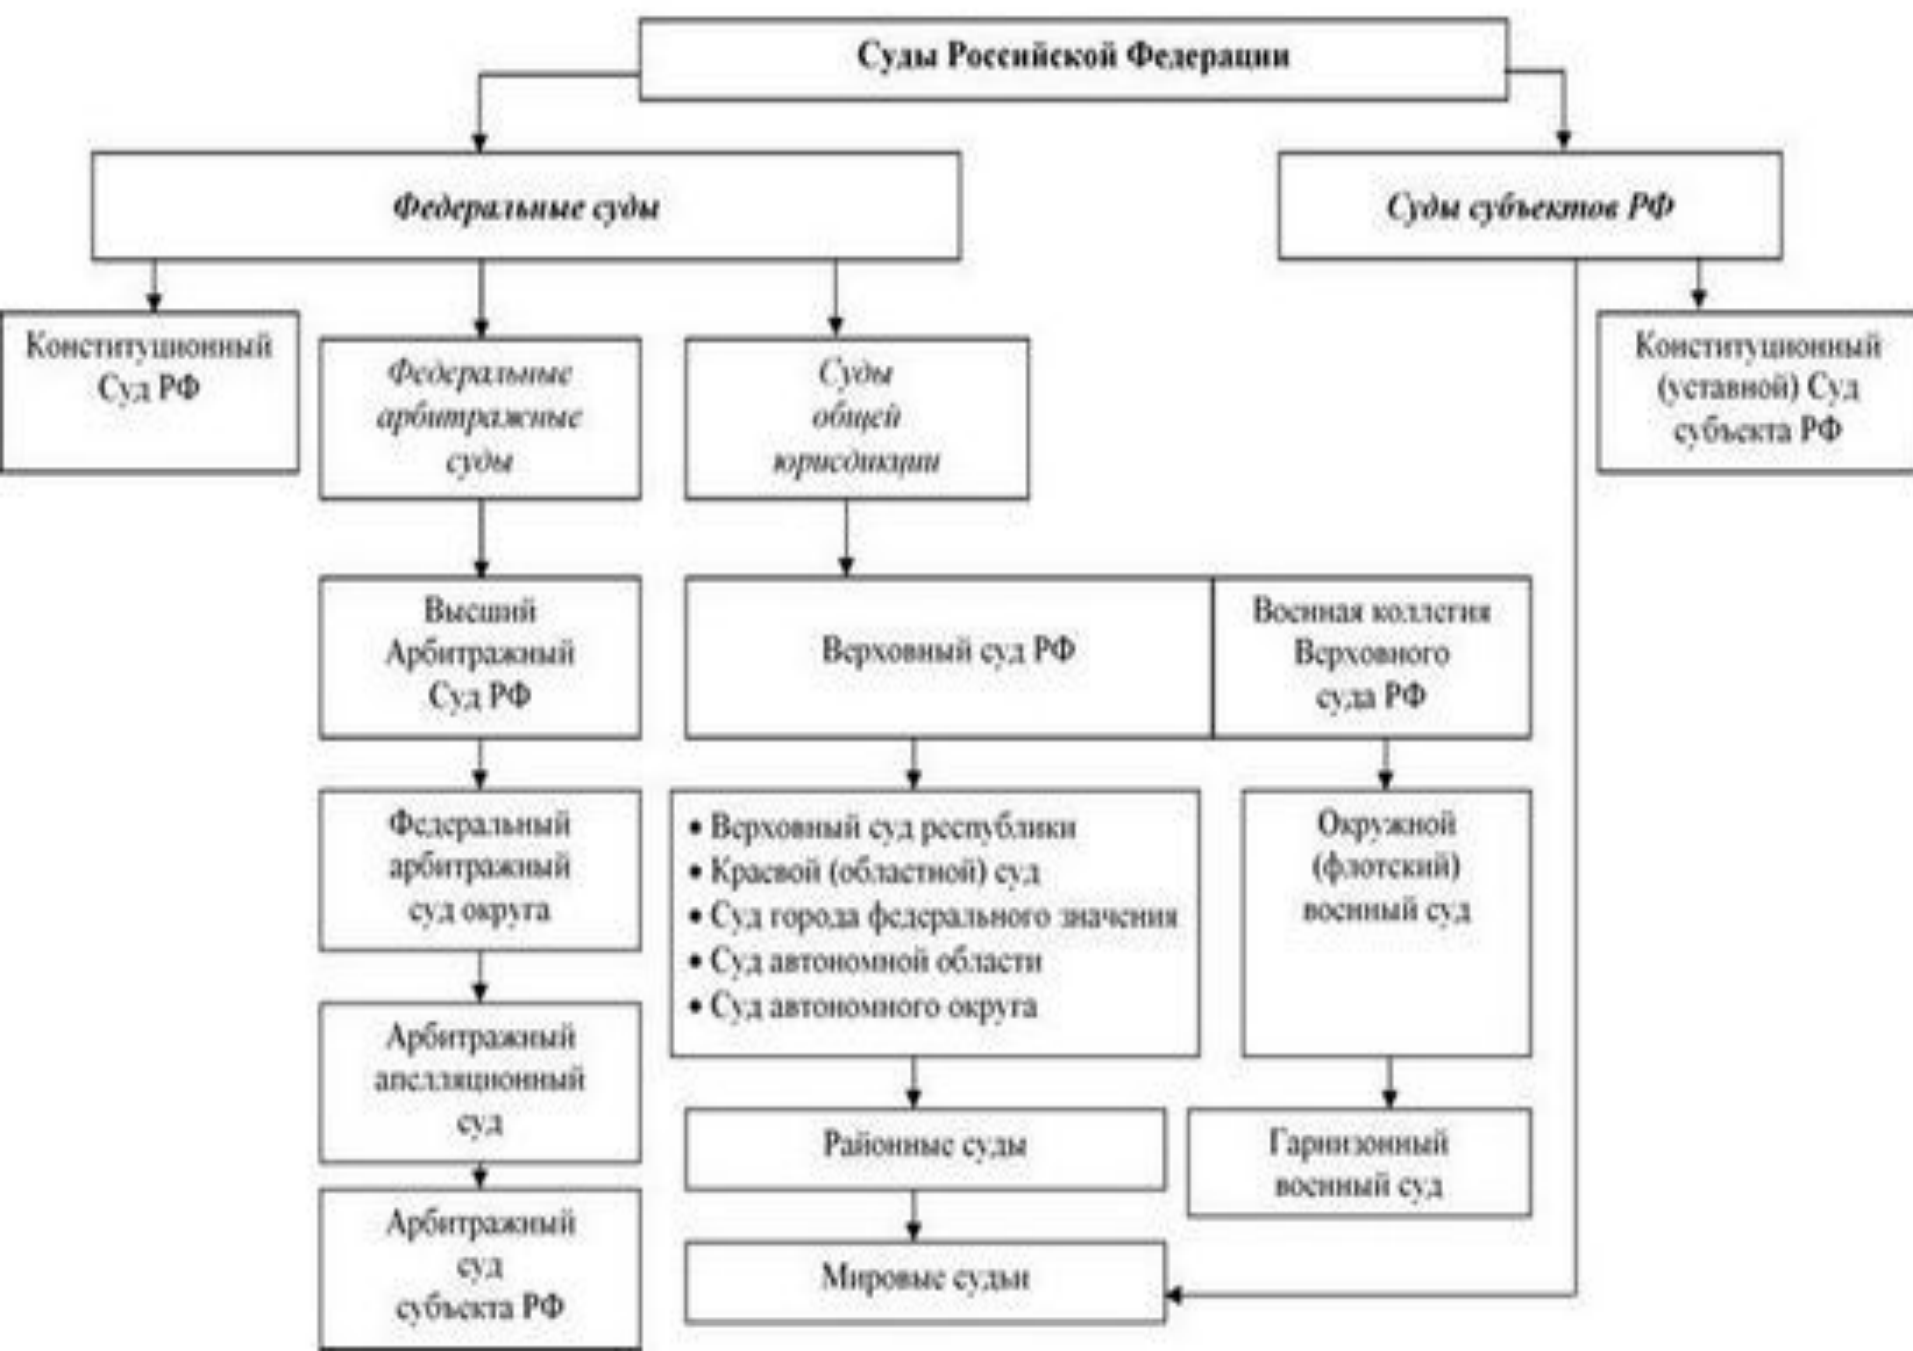 Суды Российской Федерации
Федеральные суды
Суды субъектов РФ
Конституционный
Суд РФ
Федеральные
арбитражные
суды
Суды
общей
юрисдикции
Конституционный
(уставной) Суд
субъекта РФ
Высший
Арбитражный
Суд РФ
Верховный суд РФ
Военная коллегия
Верховного
суда РФ
Федеральный
арбитражный
суд округа
• Верховный суд республики
• Краевой (областной) суд
• Суд города федерального значения
• Суд автономной области
• Суд автономного округа
Окружной
(флотский)
военный суд
Арбитражный
апелляционный
суд
Районные суды
Гарнизонный
военный суд
Арбитражный
суд
субъекта РФ
Мировые судьи